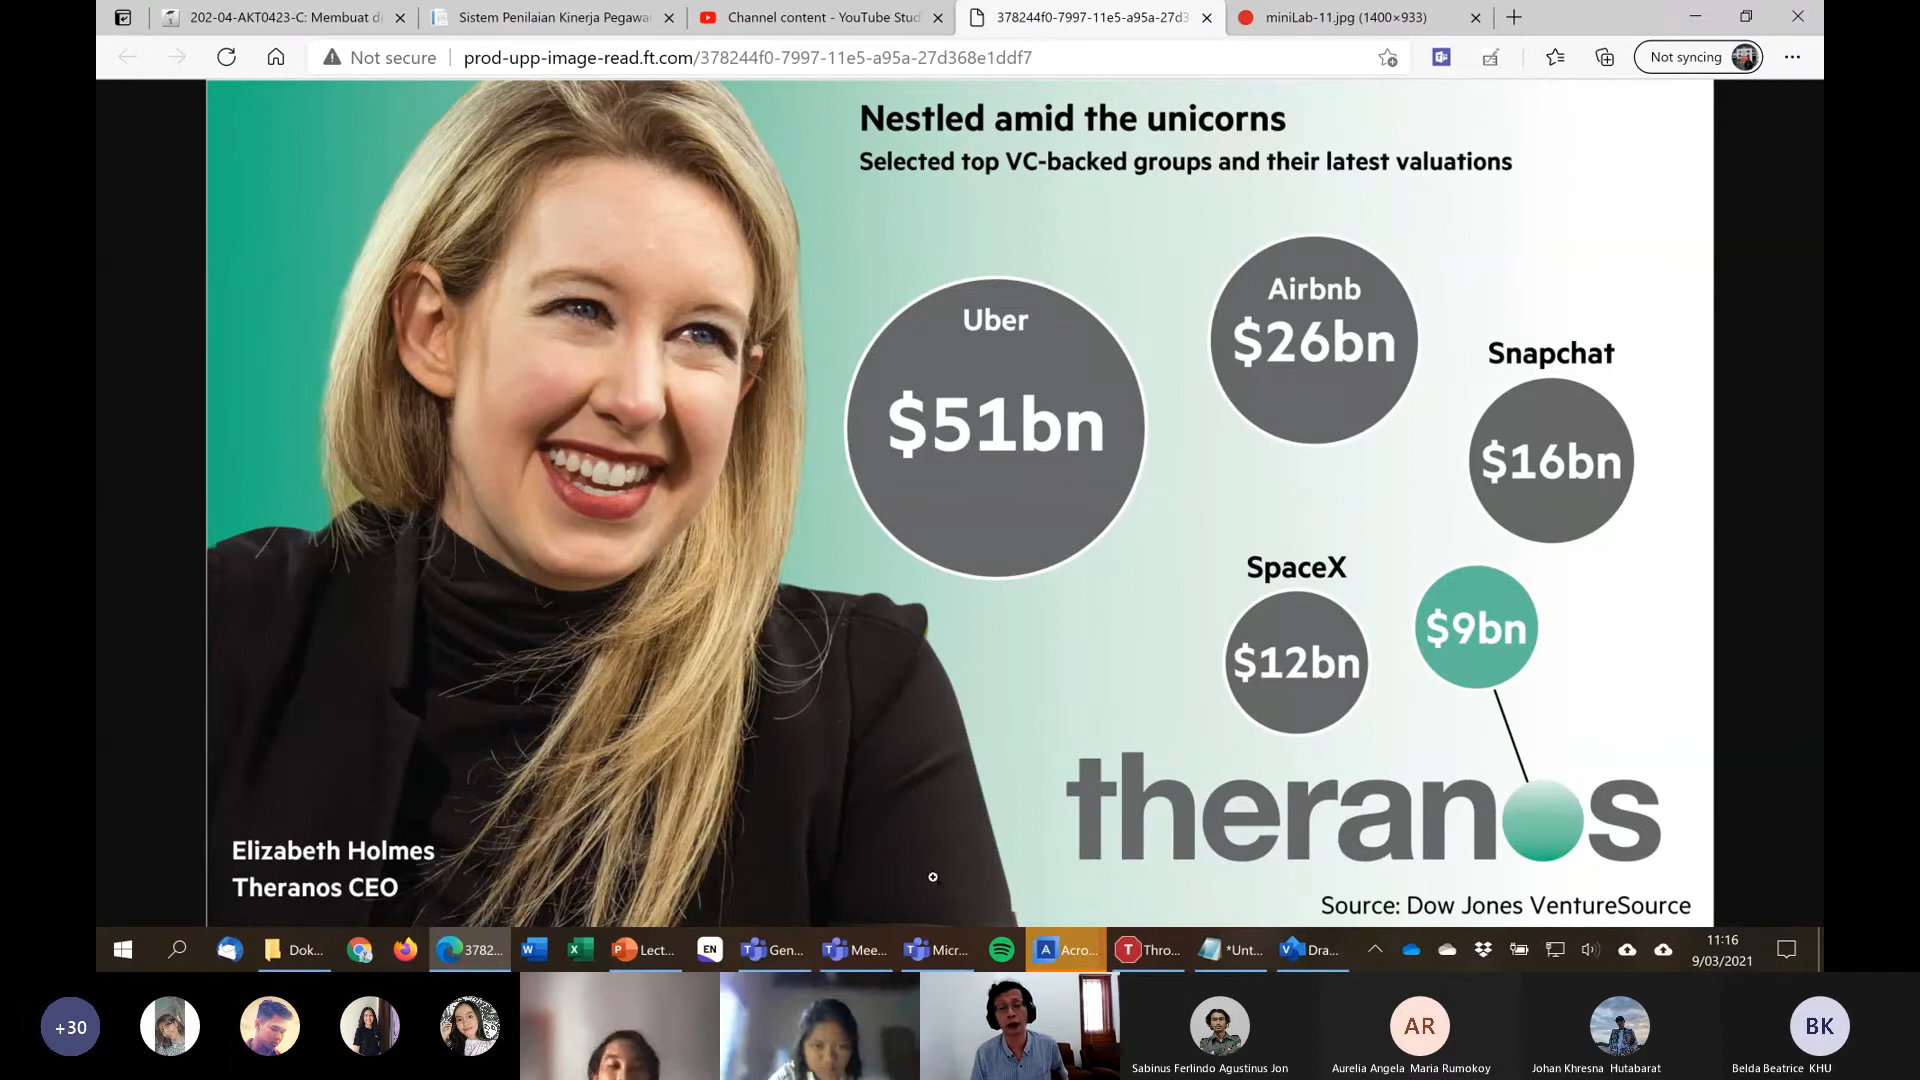 202-04-AKT0423-C: Membuat di
Sistem Penilaian Kinerja Pegawai
Channel content - YouTube Stud
378244f0-7997-11e5-a95a-27d3
miniLab-11.jpg (1400×933)
Not secure
prod-upp-image-read.ft.com/378244f0-7997-11e5-a95a-27d368e1ddf7
Not syncing
Nestled amid the unicorns
Selected top VC-backed groups and their latest valuations
Uber
$51bn
Airbnb
$26bn
Snapchat
$16bn
SpaceX
$12bn
$9bn
theranos
Elizabeth Holmes
Theranos CEO
Source: Dow Jones VentureSource
Dok...
3782...
Lect...
EN
Gen...
Mee...
Micr...
Acro...
Thro...
*Unt...
Dra...
11:16
9/03/2021
+30
AR
BK
Sabinus Ferlindo Agustinus Jon
Aurelia Angela Maria Rumokoy
Johan Khresna Hutabarat
Belda Beatrice KHU